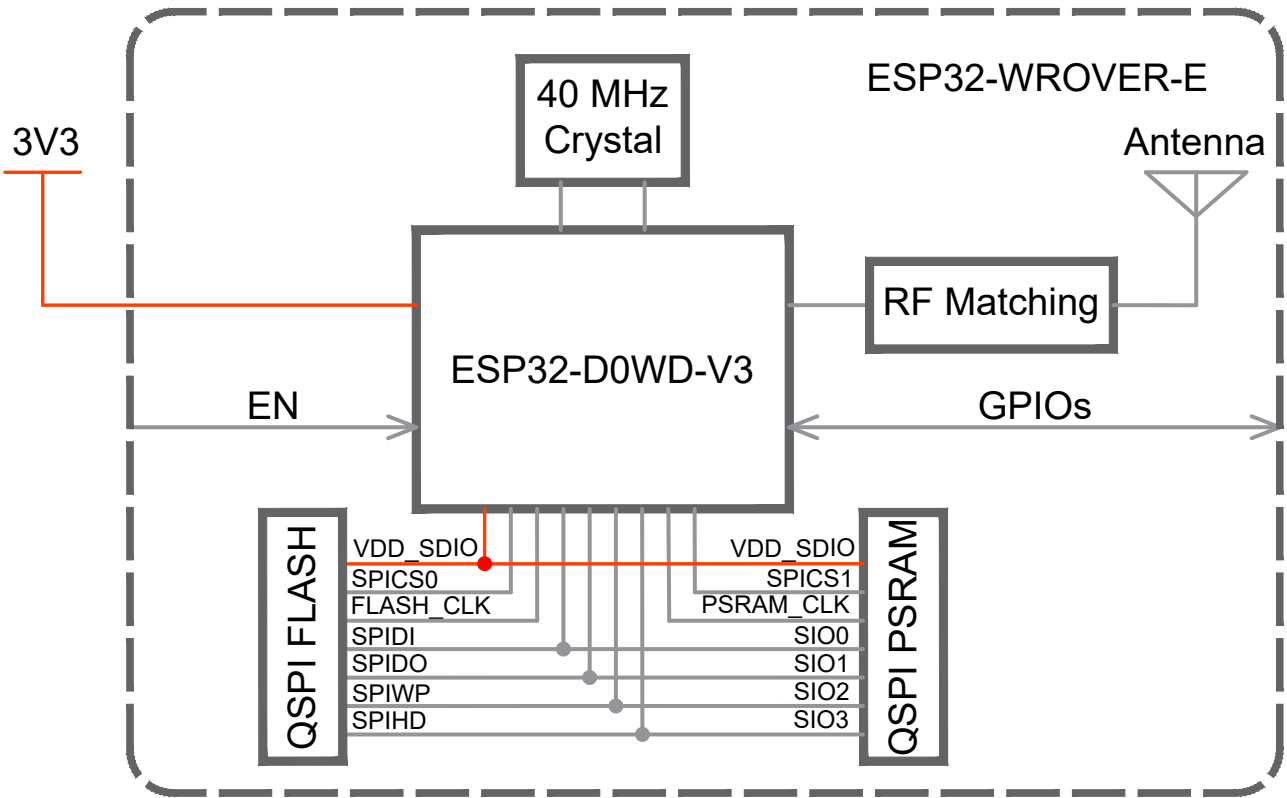 ESP32-WROVER-E
40 MHz
Crystal
3V3
Antenna
RF Matching
ESP32-D0WD-V3
EN
GPIOs
QSPI FLASH
VDD_SDIO
SPICS0
FLASH_CLK
SPIDI
SPIDO
SPIWP
SPIHD
VDD_SDIO
SPICS1
PSRAM_CLK
SIO0
SIO1
SIO2
SIO3
QSPI PSRAM